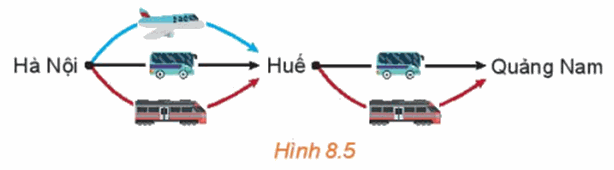 Hà Nội Huế Quảng Nam
Hình 8.5